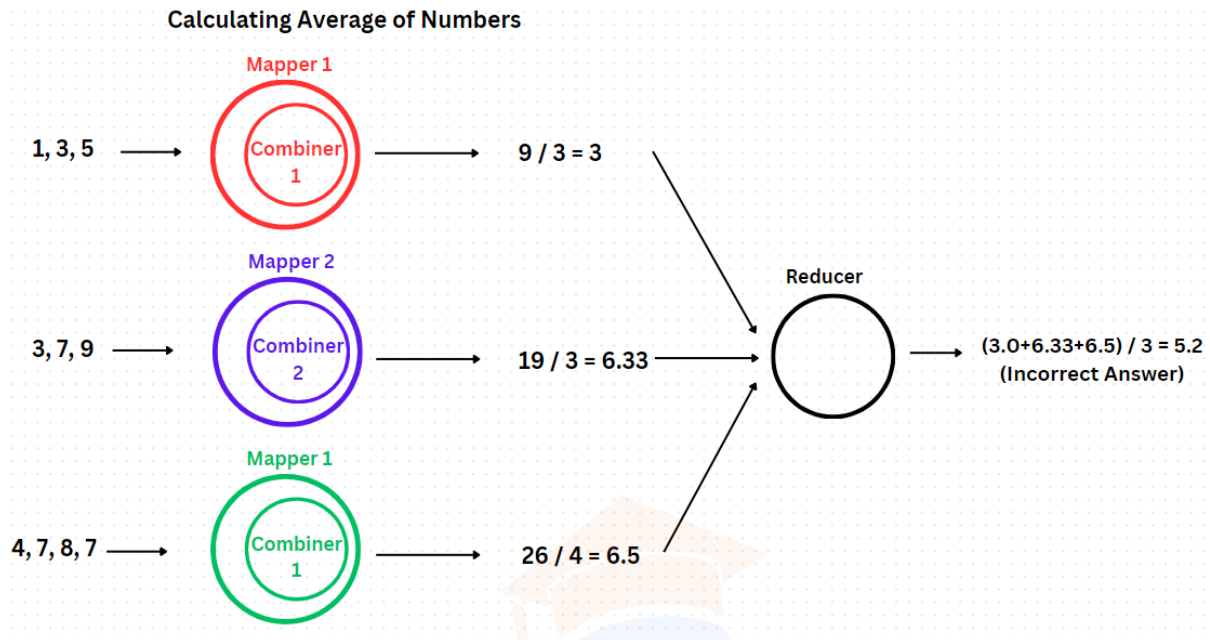 Calculating Average of Numbers
Mapper 1
1, 3, 5
Combiner
1
9 / 3 = 3
Mapper 2
3, 7, 9
Combiner
2
19 / 3 = 6.33
Reducer
(3.0+6.33+6.5) / 3 = 5.2
(Incorrect Answer)
Mapper 1
4, 7, 8, 7
Combiner
1
26 / 4 = 6.5